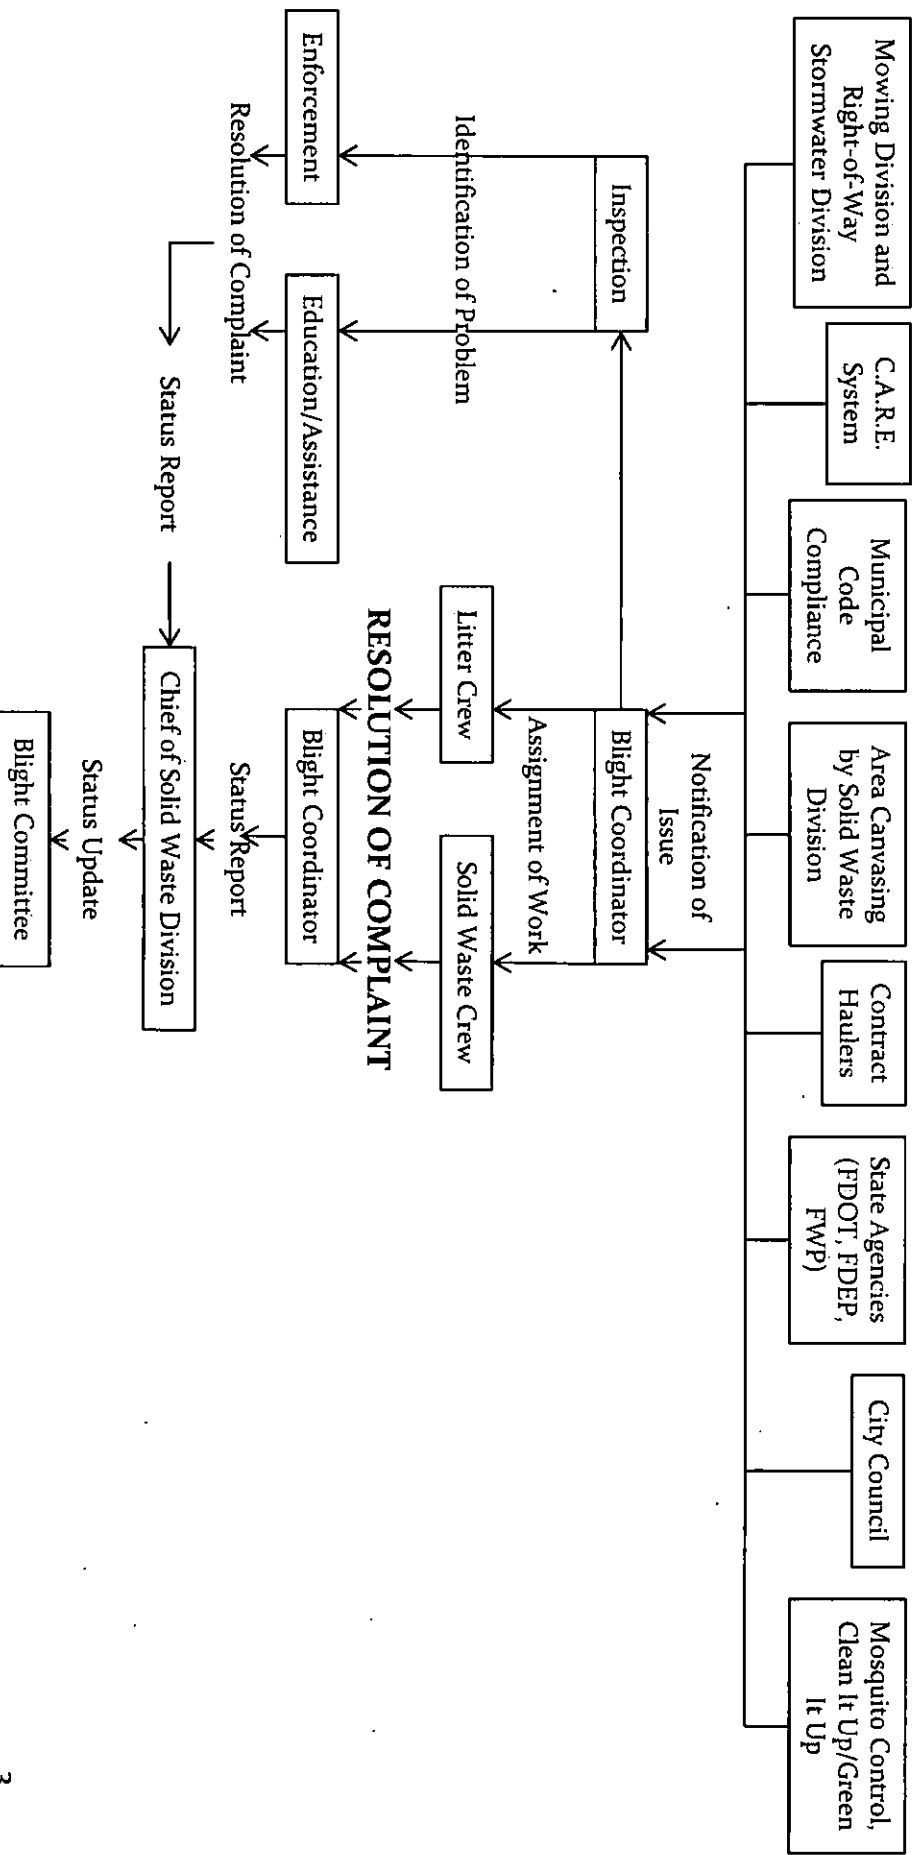 Mowing Division and
Right-of-Way
Stormwater Division
C.A.R.E.
System
Municipal
Code
Compliance
Area Canvasing
by Solid Waste
Division
Contract
Haulers
State Agencies
(FDOT, FDEP,
FWP)
City Council
Mosquito Control,
Clean It Up/Green
It Up
Notification of
Issue
Inspection
Blight Coordinator
Identification of Problem
Assignment of Work
Litter Crew
Solid Waste Crew
RESOLUTION OF COMPLAINT
Enforcement
Education/Assistance
Blight Coordinator
Resolution of Complaint
Status Report
Status Report
Chief of Solid Waste Division
Status Update
Blight Committee
3